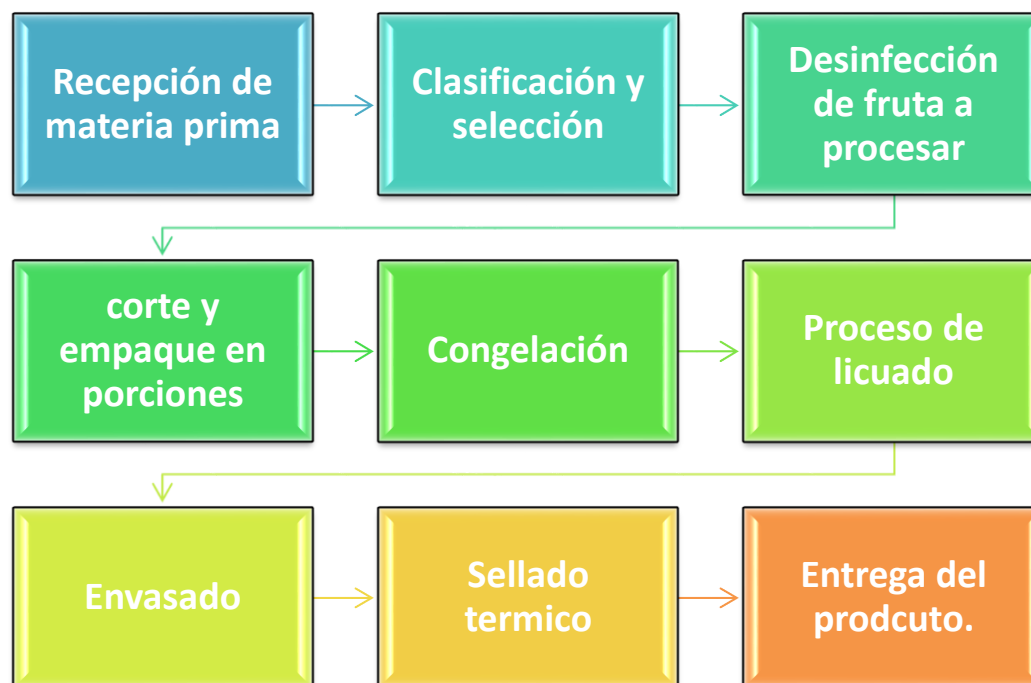 Recepción de
materia prima
Clasificación y
selección
Desinfección
de fruta a
procesar
corte y
empaque en
porciones
Congelación
Proceso de
licuado
Envasado
Sellado
termico
Entrega del
prodcuto.